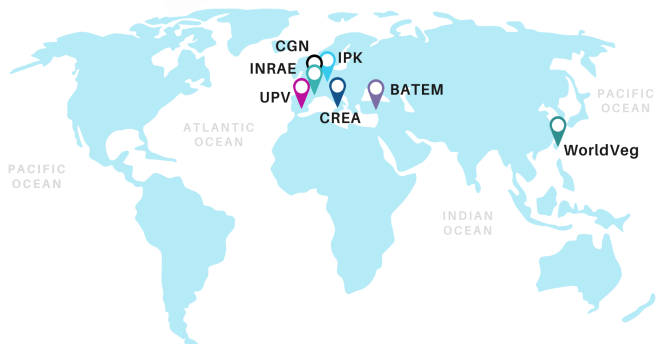 CGN
IPK
INRAE
UPV
BATEM
CREA
PACIFIC
OCEAN
ATLANTIC
OCEAN
WorldVeg
PACIFIC
OCEAN
INDIAN
OCEAN